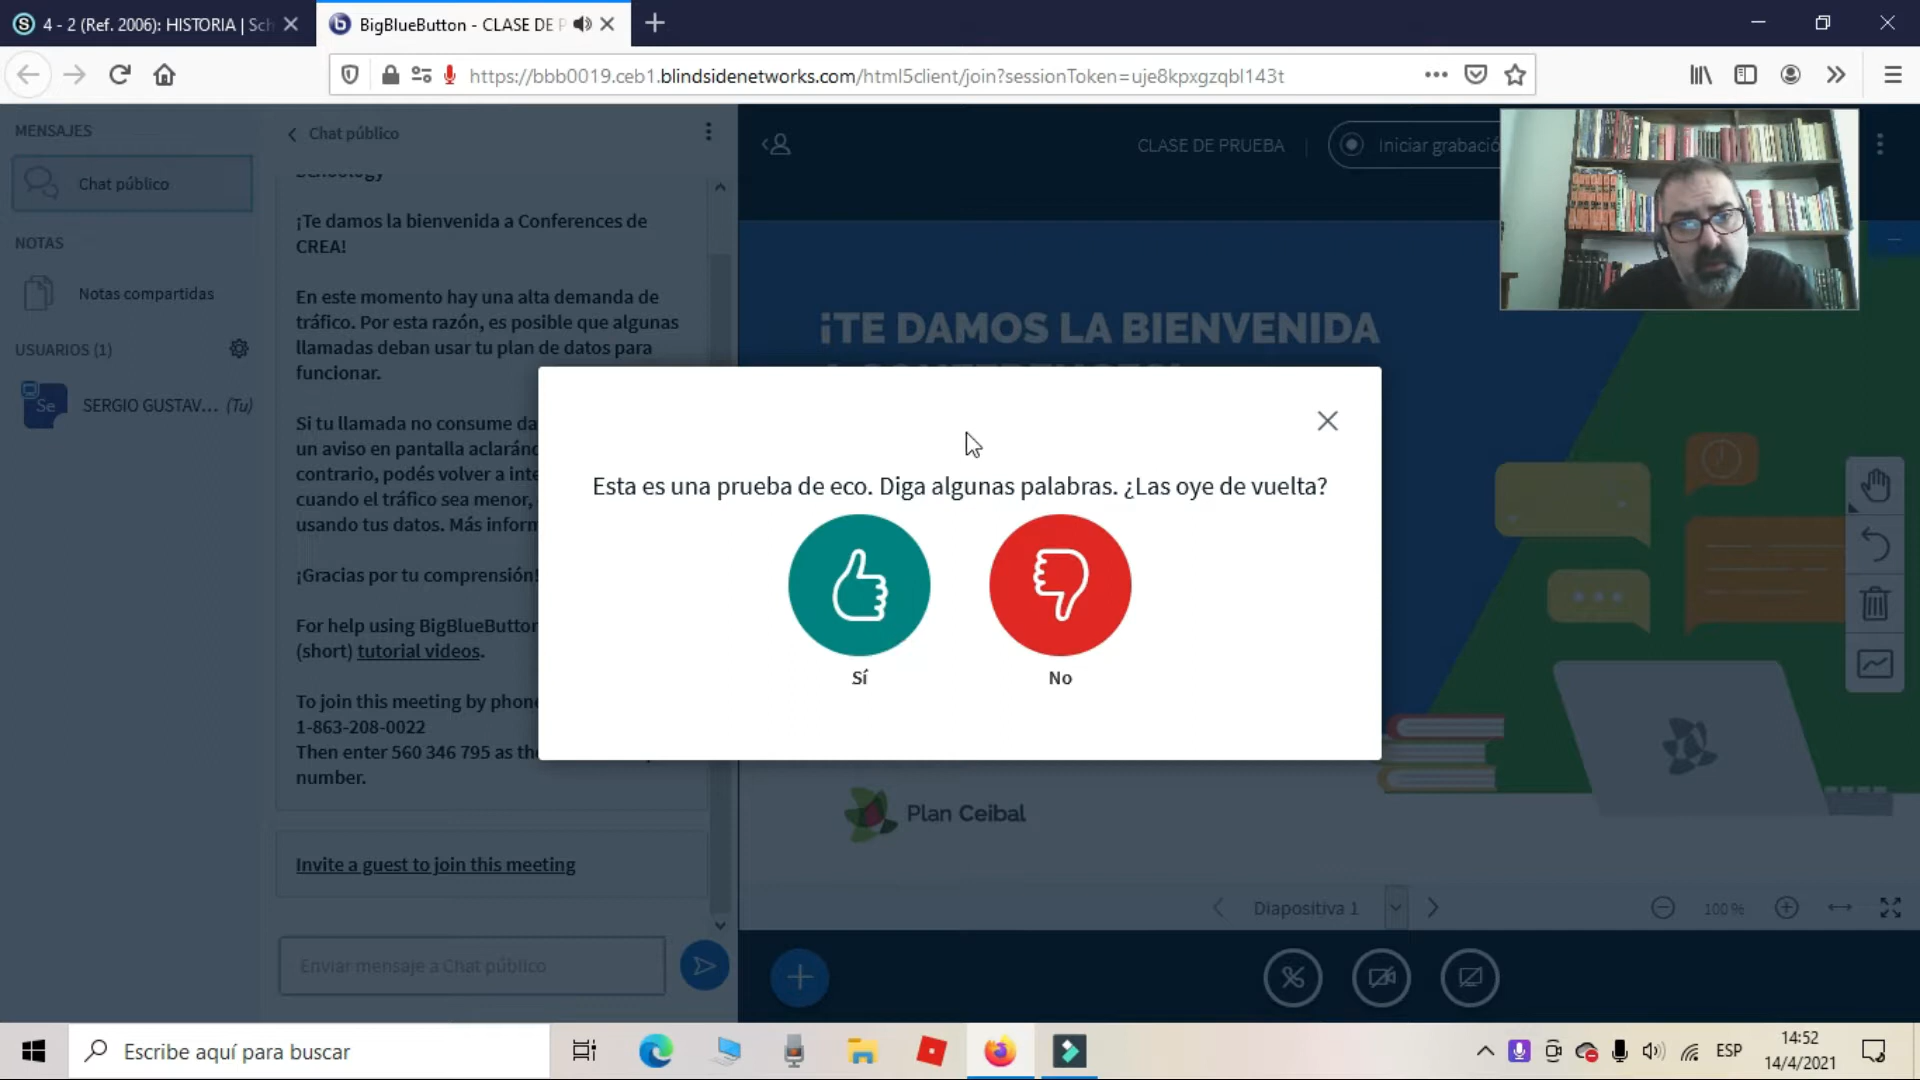 4 - 2 (Ref. 2006): HISTORIA | Sch
BigBlueButton - CLASE DE P
https://bbb0019.ceb1.blindsidenetworks.com/html5client/join?sessionToken=uje8kpxgzqbl143t
MENSAJES
Chat público
NOTAS
Notas compartidas
USUARIOS (1)
Se
SERGIO GUSTAV... (Tu)
Chat público
Schoology
¡Te damos la bienvenida a Conferences de
CREA!
En este momento hay una alta demanda de
tráfico. Por esta razón, es posible que algunas
llamadas deban usar tu plan de datos para
funcionar.
Si tu llamada no consume da
un aviso en pantalla aclaránd
contrario, podés volver a inte
cuando el tráfico sea menor,
usando tus datos. Más inform
¡Gracias por tu comprensión!
For help using BigBlueButton
(short) tutorial videos.
To join this meeting by phone
1-863-208-0022
Then enter 560 346 795 as the
number.
Invite a guest to join this meeting
Enviar mensaje a Chat público
CLASE DE PRUEBA
Iniciar grabació
¡TE DAMOS LA BIENVENIDA
Esta es una prueba de eco. Diga algunas palabras. ¿Las oye de vuelta?
Sí
No
Plan Ceibal
Diapositiva 1
100 %
Escribe aquí para buscar
ESP
14:52
14/4/2021